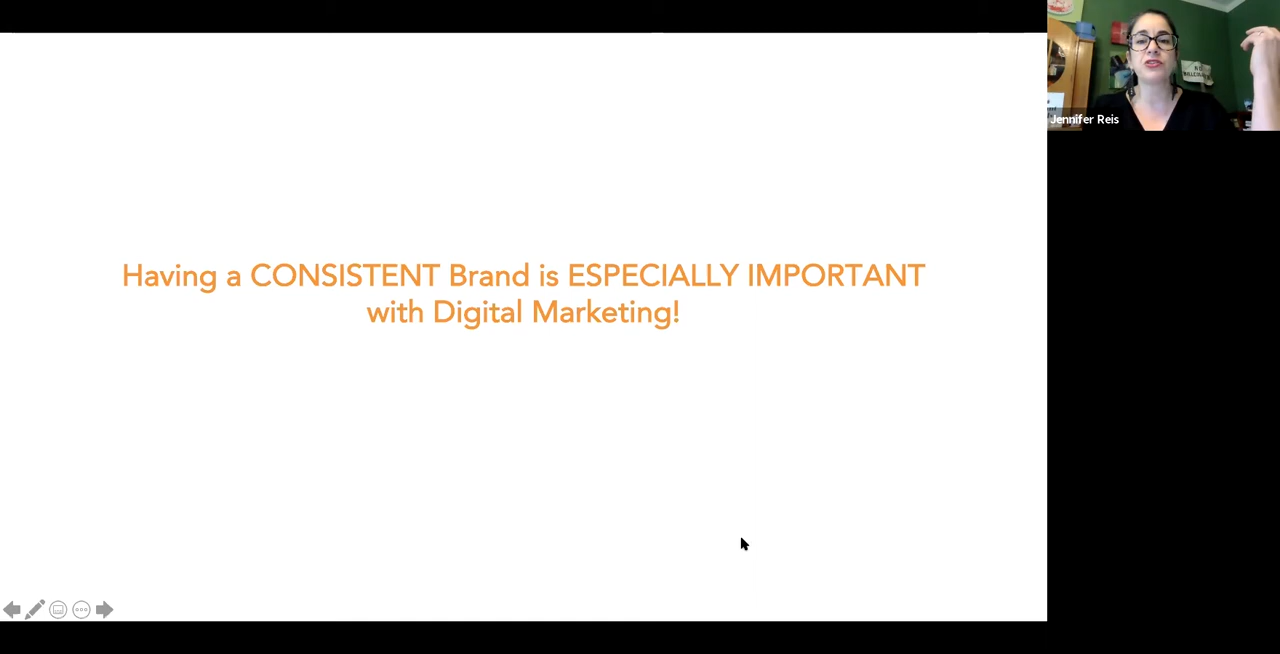 Having a CONSISTENT Brand is ESPECIALLY IMPORTANT
with Digital Marketing!
Jennifer Reis